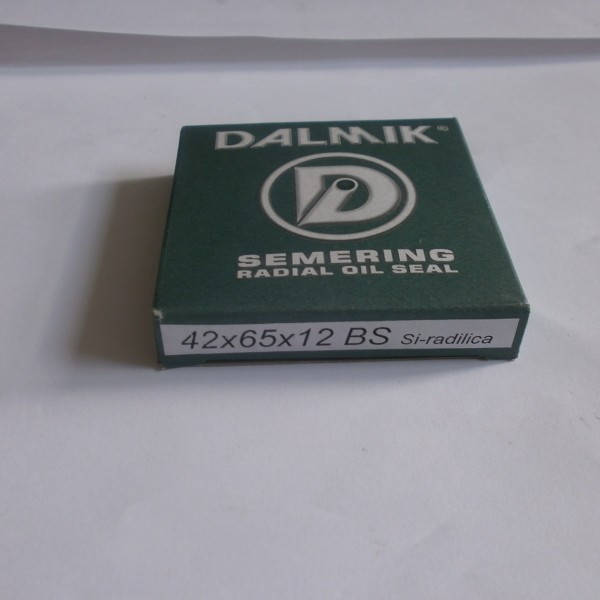 DALMIK®
D
SEMERING
RADIAL OIL SEAL
42x65x12 BS Si-radilica